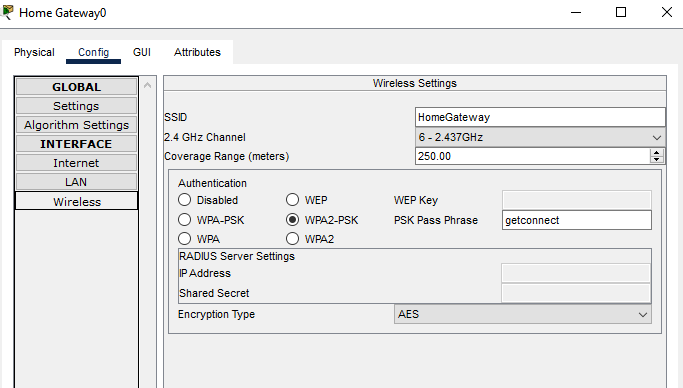 Home Gateway0
Physical Config GUI Attributes
GLOBAL
Settings
Algorithm Settings
INTERFACE
Internet
LAN
Wireless
Wireless Settings
SSID HomeGateway
2.4 GHz Channel 6 - 2.437GHz
Coverage Range (meters) 250.00
Authentication
Disabled WEP WEP Key
WPA-PSK WPA2-PSK PSK Pass Phrase getconnect
WPA WPA2
RADIUS Server Settings
IP Address
Shared Secret
Encryption Type AES